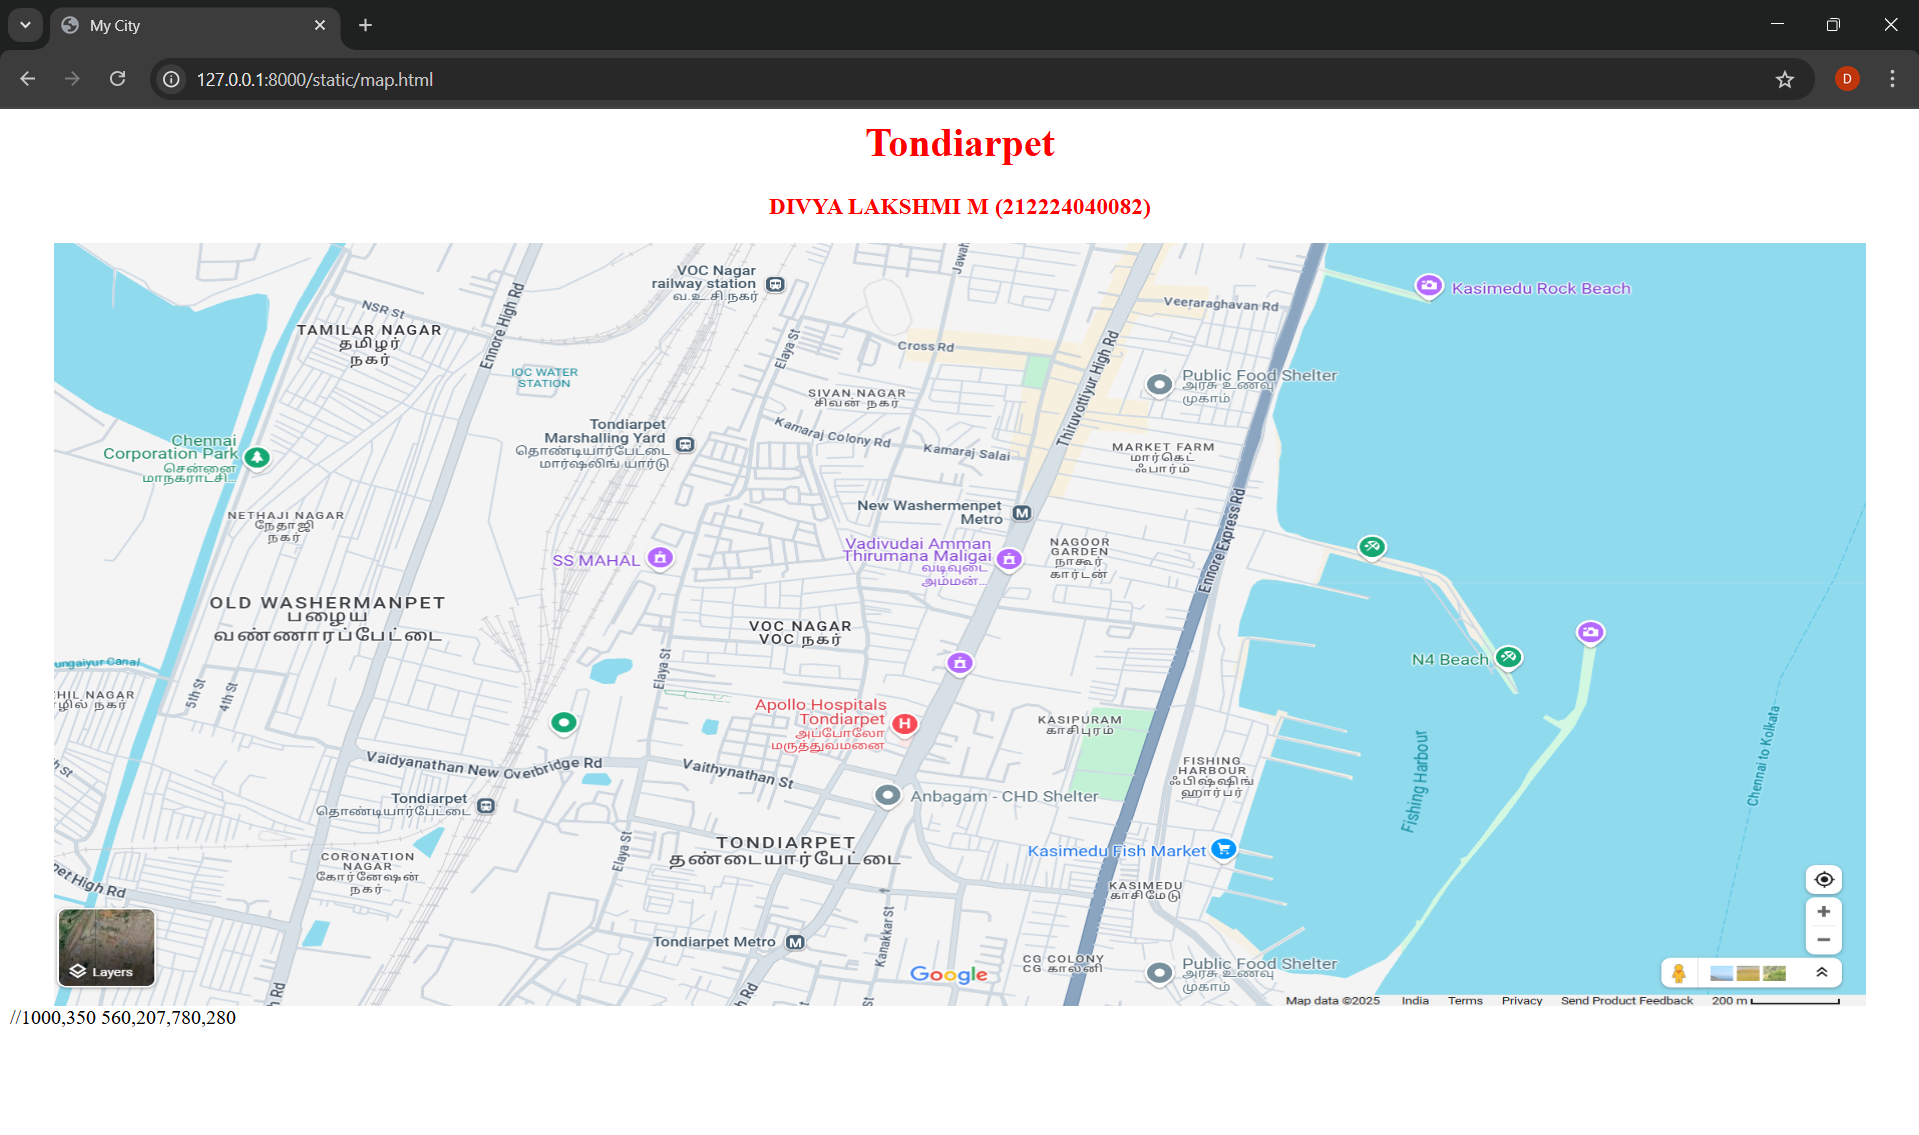 My City
127.0.0.1:8000/static/map.html
D
Tondiarpet
DIVYA LAKSHMI M (212224040082)
VOC Nagar
railway station
வ.உ.சி.நகர்
Jawah
Kasimedu Rock Beach
NSR St
Ennore High Rd
Veeraraghavan Rd
TAMILAR NAGAR
தமிழர்
நகர்
Elaya St
Cross Rd
Thiruvottiyur High Rd
IOC WATER
STATION
Public Food Shelter
அரசு உணவு
முகாம்
SIVAN NAGAR
சிவன் நகர்
Tondiarpet
Marshalling Yard
தொண்டியார்பேட்டை
மார்ஷலிங் யார்டு
Kamaraj Colony Rd
Kamaraj Salai
Chennai
Corporation Park
சென்னை
மாநகராட்சி...
MARKET FARM
மார்கெட்
ஃபார்ம்
New Washermenpet
Metro
M
Ennore Express Rd
NETHAJI NAGAR
நேதாஜி
நகர்
SS MAHAL
Vadivudai Amman
Thirumana Maligai
வடிவுடை
அம்மன்...
NAGOOR
GARDEN
நாகூர்
கார்டன்
OLD WASHERMANPET
பழைய
வண்ணாரப்பேட்டை
VOC NAGAR
VOC நகர்
N4 Beach
ungaiyur Canal
Elaya St
5th St
4th St
HIL NAGAR
ழில் நகர்
Apollo Hospitals
Tondiarpet
அப்போலோ
மருத்துவமனை
H
KASIPURAM
காசிபுரம்
Chennai to Kolkata
Fishing Harbour
Vaidyanathan New Overbridge Rd
Vaithynathan St
FISHING
HARBOUR
ஃபிஷ்ஷிங்
ஹார்பர்
h St
Tondiarpet
தொண்டியார்பேட்டை
Anbagam - CHD Shelter
Elaya St
TONDIARPET
தண்டையார்பேட்டை
Kasimedu Fish Market
CORONATION
NAGAR
கோர்னேஷன்
நகர்
pet High Rd
KASIMEDU
காசிமேடு
Kanakkar St
Tondiarpet Metro
M
CG COLONY
CG காலனி
Public Food Shelter
அரசு உணவு
முகாம்
Layers
h Rd
h Rd
St
Google
Map data ©2025 India Terms Privacy Send Product Feedback 200 m
//1000,350 560,207,780,280